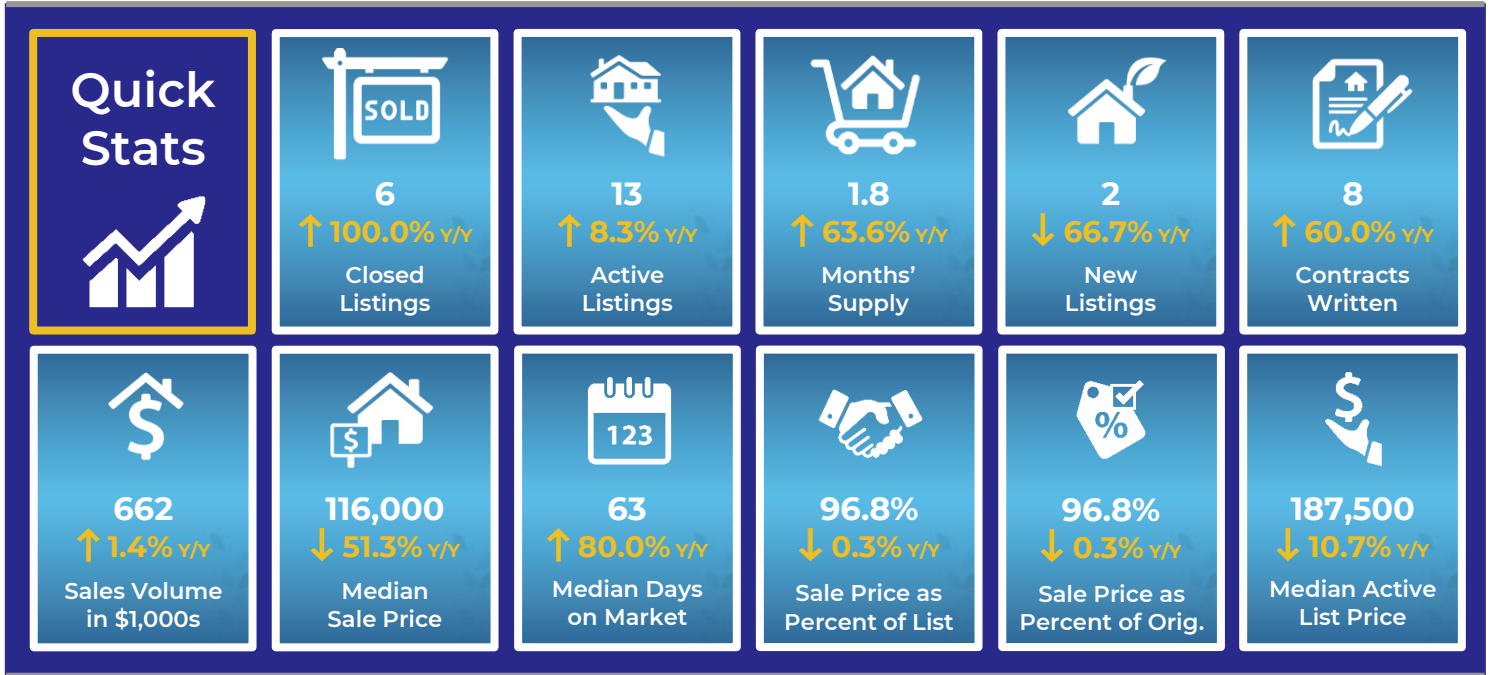 Quick
Stats
SOLD
6
↑ 100.0% Y/Y
Closed
Listings
13
↑ 8.3% Y/Y
Active
Listings
1.8
↑ 63.6% Y/Y
Months’
Supply
2
↓ 66.7% Y/Y
New
Listings
8
↑ 60.0% Y/Y
Contracts
Written
$
662
↑ 1.4% Y/Y
Sales Volume
in $1,000s
$
116,000
↓ 51.3% Y/Y
Median
Sale Price
123
63
↑ 80.0% Y/Y
Median Days
on Market
96.8%
↓ 0.3% Y/Y
Sale Price as
Percent of List
%
96.8%
↓ 0.3% Y/Y
Sale Price as
Percent of Orig.
$
187,500
↓ 10.7% Y/Y
Median Active
List Price